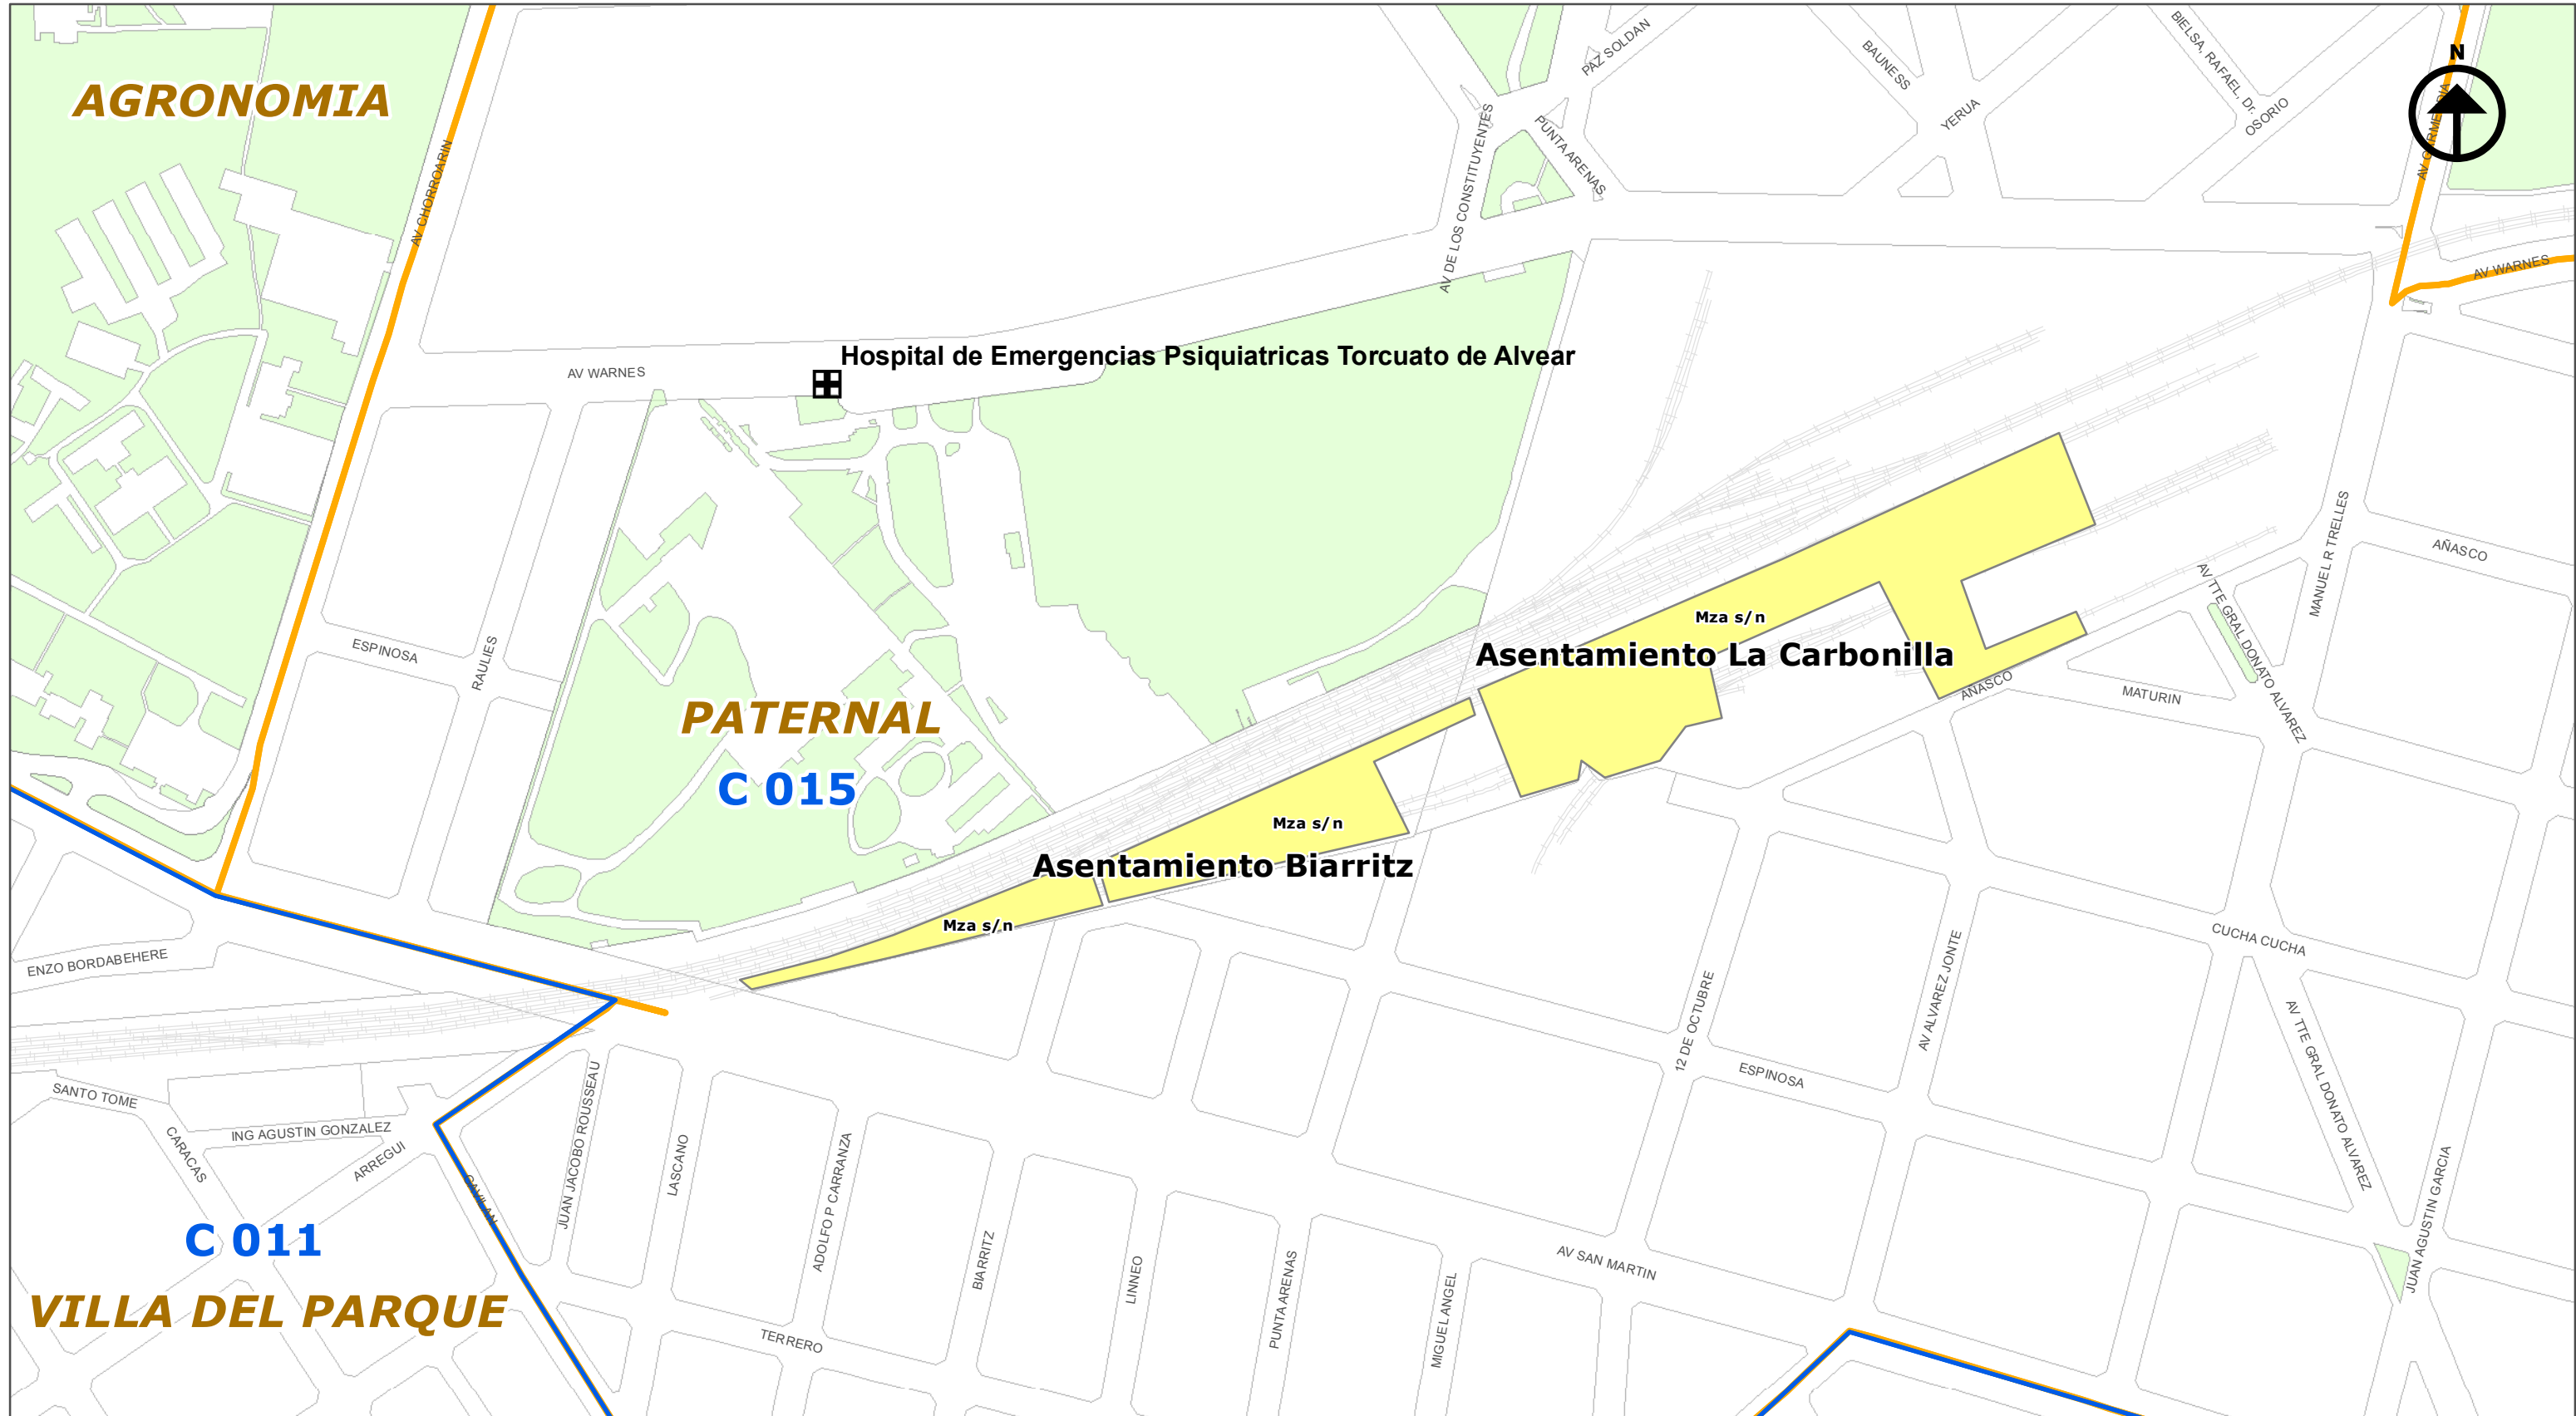 AGRONOMIA
AV CHORROARIN
PAZ SOLDAN
BAUNESS
BIELSA, RAFAEL, Dr.
N
YERUA
OSORIO
PUNTA ARENAS
AV DE LOS CONSTITUYENTES
AV GARMENDIA
AV WARNES
Hospital de Emergencias Psiquiatricas Torcuato de Alvear
AV WARNES
MANUEL R TRELLES
AÑASCO
AV TTE GRAL DONATO ALVAREZ
Mza s/n
Asentamiento La Carbonilla
ESPINOSA
RAULIES
AÑASCO
MATURIN
PATERNAL
C 015
Mza s/n
Asentamiento Biarritz
Mza s/n
ENZO BORDABEHERE
CUCHA CUCHA
AV ALVAREZ JONTE
12 DE OCTUBRE
ESPINOSA
AV TTE GRAL DONATO ALVAREZ
SANTO TOME
ING AGUSTIN GONZALEZ
CARACAS
ARREGUI
GAVILAN
JUAN JACOBO ROUSSEAU
LASCANO
ADOLFO P CARRANZA
BIARRITZ
LINNEO
PUNTA ARENAS
MIGUEL ANGEL
AV SAN MARTIN
JUAN AGUSTIN GARCIA
C 011
VILLA DEL PARQUE
TERRERO